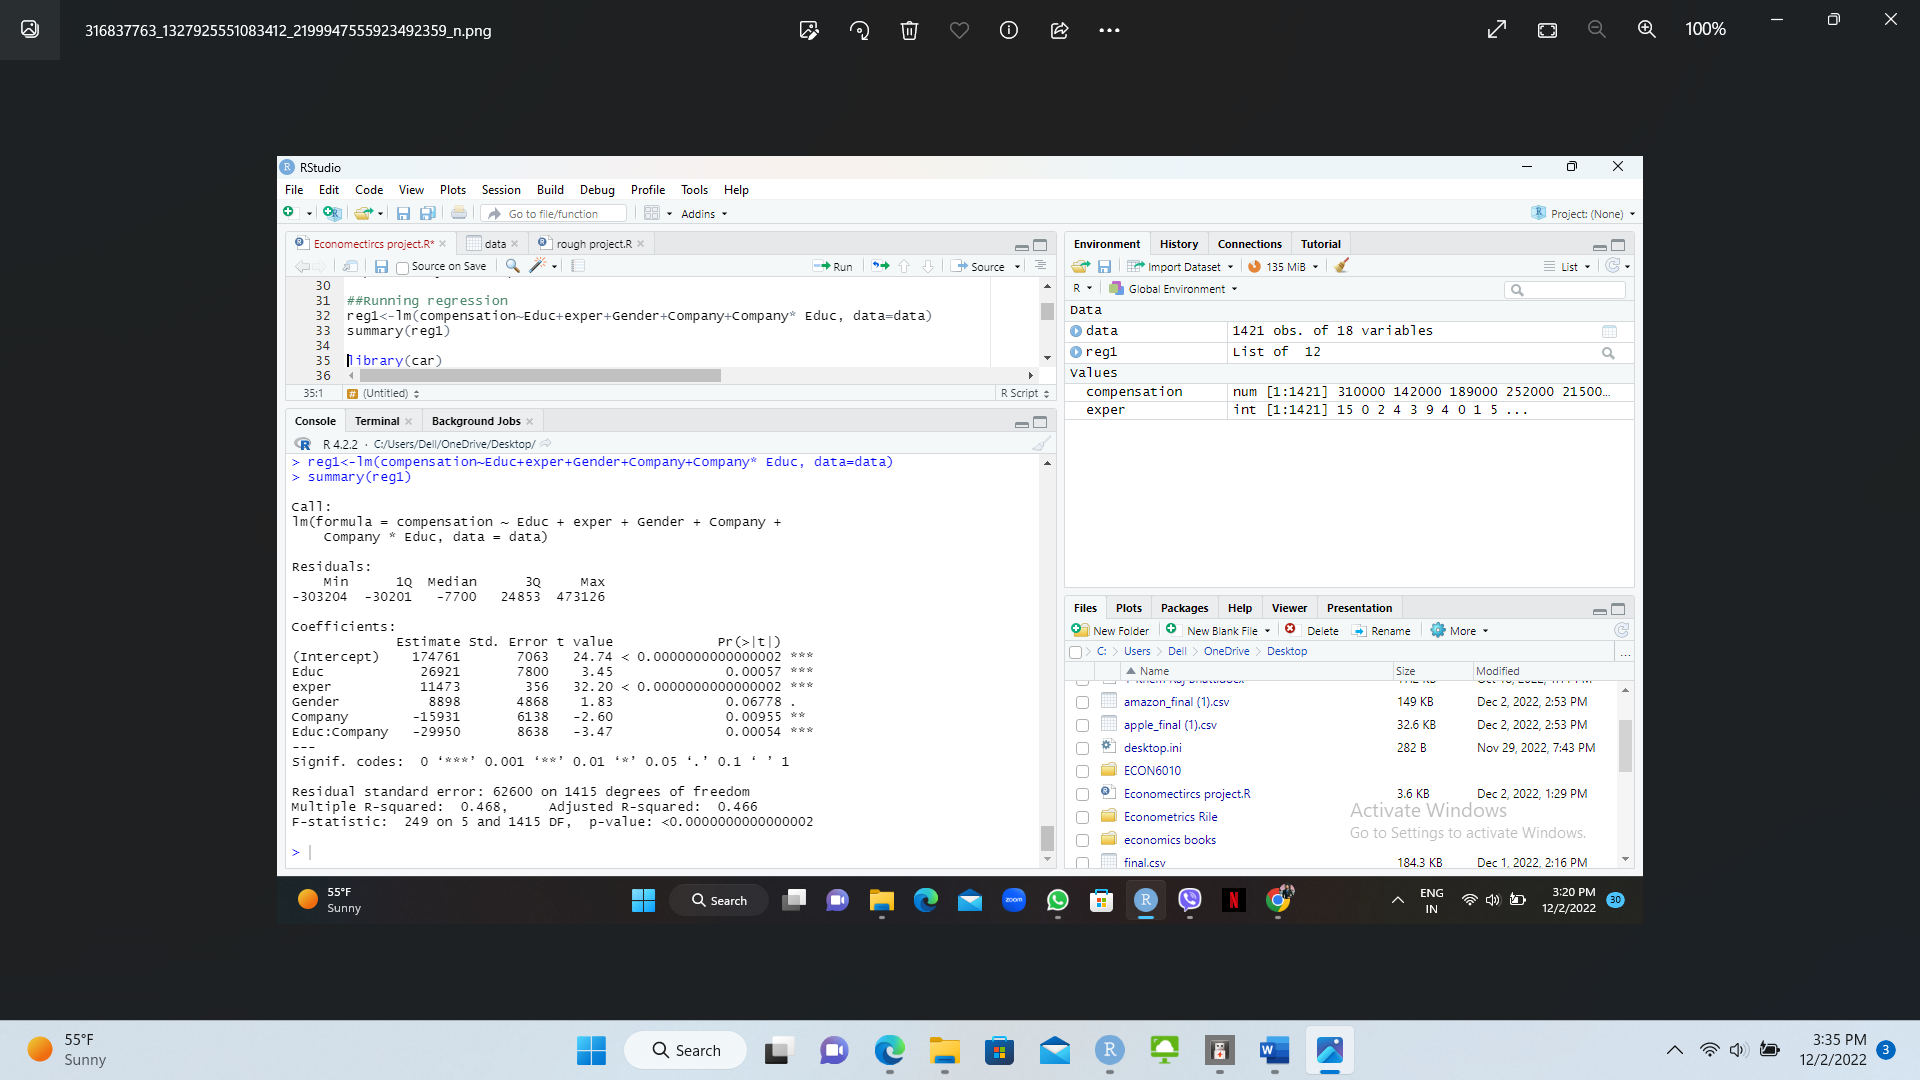 316837763_1327925551083412_2199947555923492359_n.png
100%
RStudio
File Edit Code View Plots Session Build Debug Profile Tools Help
Go to file/function
Addins
Project: (None)
Econometircs project.R*
data
rough project.R
Source on Save
Run
Source
30
31 ##Running regression
32 reg1<-lm(compensation~Educ+exper+Gender+Company+Company* Educ, data=data)
33 summary(reg1)
34
35 library(car)
36
35:1 (Untitled) R Script
Console Terminal Background Jobs
R 4.2.2 · C:/Users/Dell/OneDrive/Desktop/
> reg1<-lm(compensation~Educ+exper+Gender+Company+Company* Educ, data=data)
> summary(reg1)
Call:
lm(formula = compensation ~ Educ + exper + Gender + Company +
Company * Educ, data = data)
Residuals:
Min 1Q Median 3Q Max
-303204 -30201 -7700 24853 473126
Coefficients:
Estimate Std. Error t value Pr(>|t|)
(Intercept) 174761 7063 24.74 < 0.0000000000000002 ***
Educ 26921 7800 3.45 0.00057 ***
exper 11473 356 32.20 < 0.0000000000000002 ***
Gender 8898 4868 1.83 0.06778 .
Company -15931 6138 -2.60 0.00955 **
Educ:Company -29950 8638 -3.47 0.00054 ***
---
Signif. codes: 0 ‘***’ 0.001 ‘**’ 0.01 ‘*’ 0.05 ‘.’ 0.1 ‘ ’ 1
Residual standard error: 62600 on 1415 degrees of freedom
Multiple R-squared: 0.468, Adjusted R-squared: 0.466
F-statistic: 249 on 5 and 1415 DF, p-value: <0.0000000000000002
>
Environment History Connections Tutorial
Import Dataset 135 MiB List
R Global Environment
Data
data 1421 obs. of 18 variables
reg1 List of 12
Values
compensation num [1:1421] 310000 142000 189000 252000 21500…
exper int [1:1421] 15 0 2 4 3 9 4 0 1 5 ...
Files Plots Packages Help Viewer Presentation
New Folder New Blank File Delete Rename More
C: Users Dell OneDrive Desktop ...
Name Size Modified
amazon_final (1).csv 149 KB Dec 2, 2022, 2:53 PM
apple_final (1).csv 32.6 KB Dec 2, 2022, 2:53 PM
desktop.ini 282 B Nov 29, 2022, 7:43 PM
ECON6010
Econometircs project.R 3.6 KB Dec 2, 2022, 1:29 PM
Econometrics Rile
economics books
final.csv 184.3 KB Dec 1, 2022, 2:16 PM
Activate Windows
Go to Settings to activate Windows.
55°F
Sunny
Search
zoom
N
ENG
IN
3:20 PM
12/2/2022
30
55°F
Sunny
Search
3:35 PM
12/2/2022
3